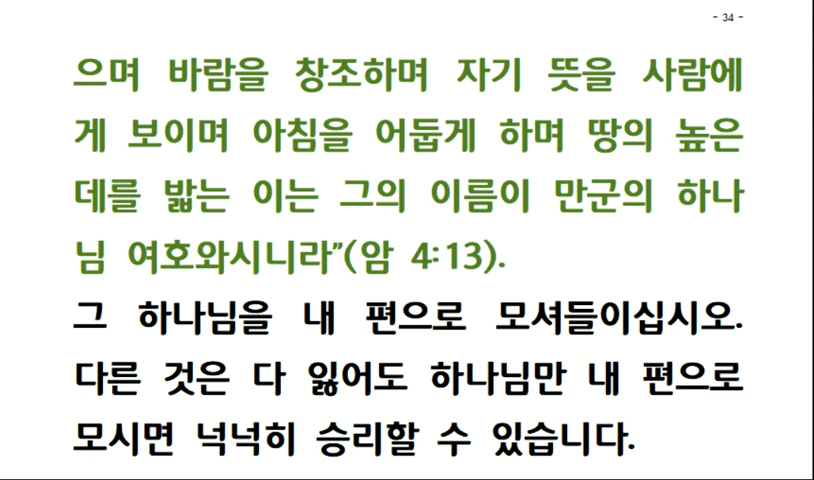 - 34 -
으며 바람을 창조하며 자기 뜻을 사람에
게 보이며 아침을 어둡게 하며 땅의 높은
데를 밟는 이는 그의 이름이 만군의 하나
님 여호와시니라”(암 4:13).
그 하나님을 내 편으로 모셔들이십시오.
다른 것은 다 잃어도 하나님만 내 편으로
모시면 넉넉히 승리할 수 있습니다.